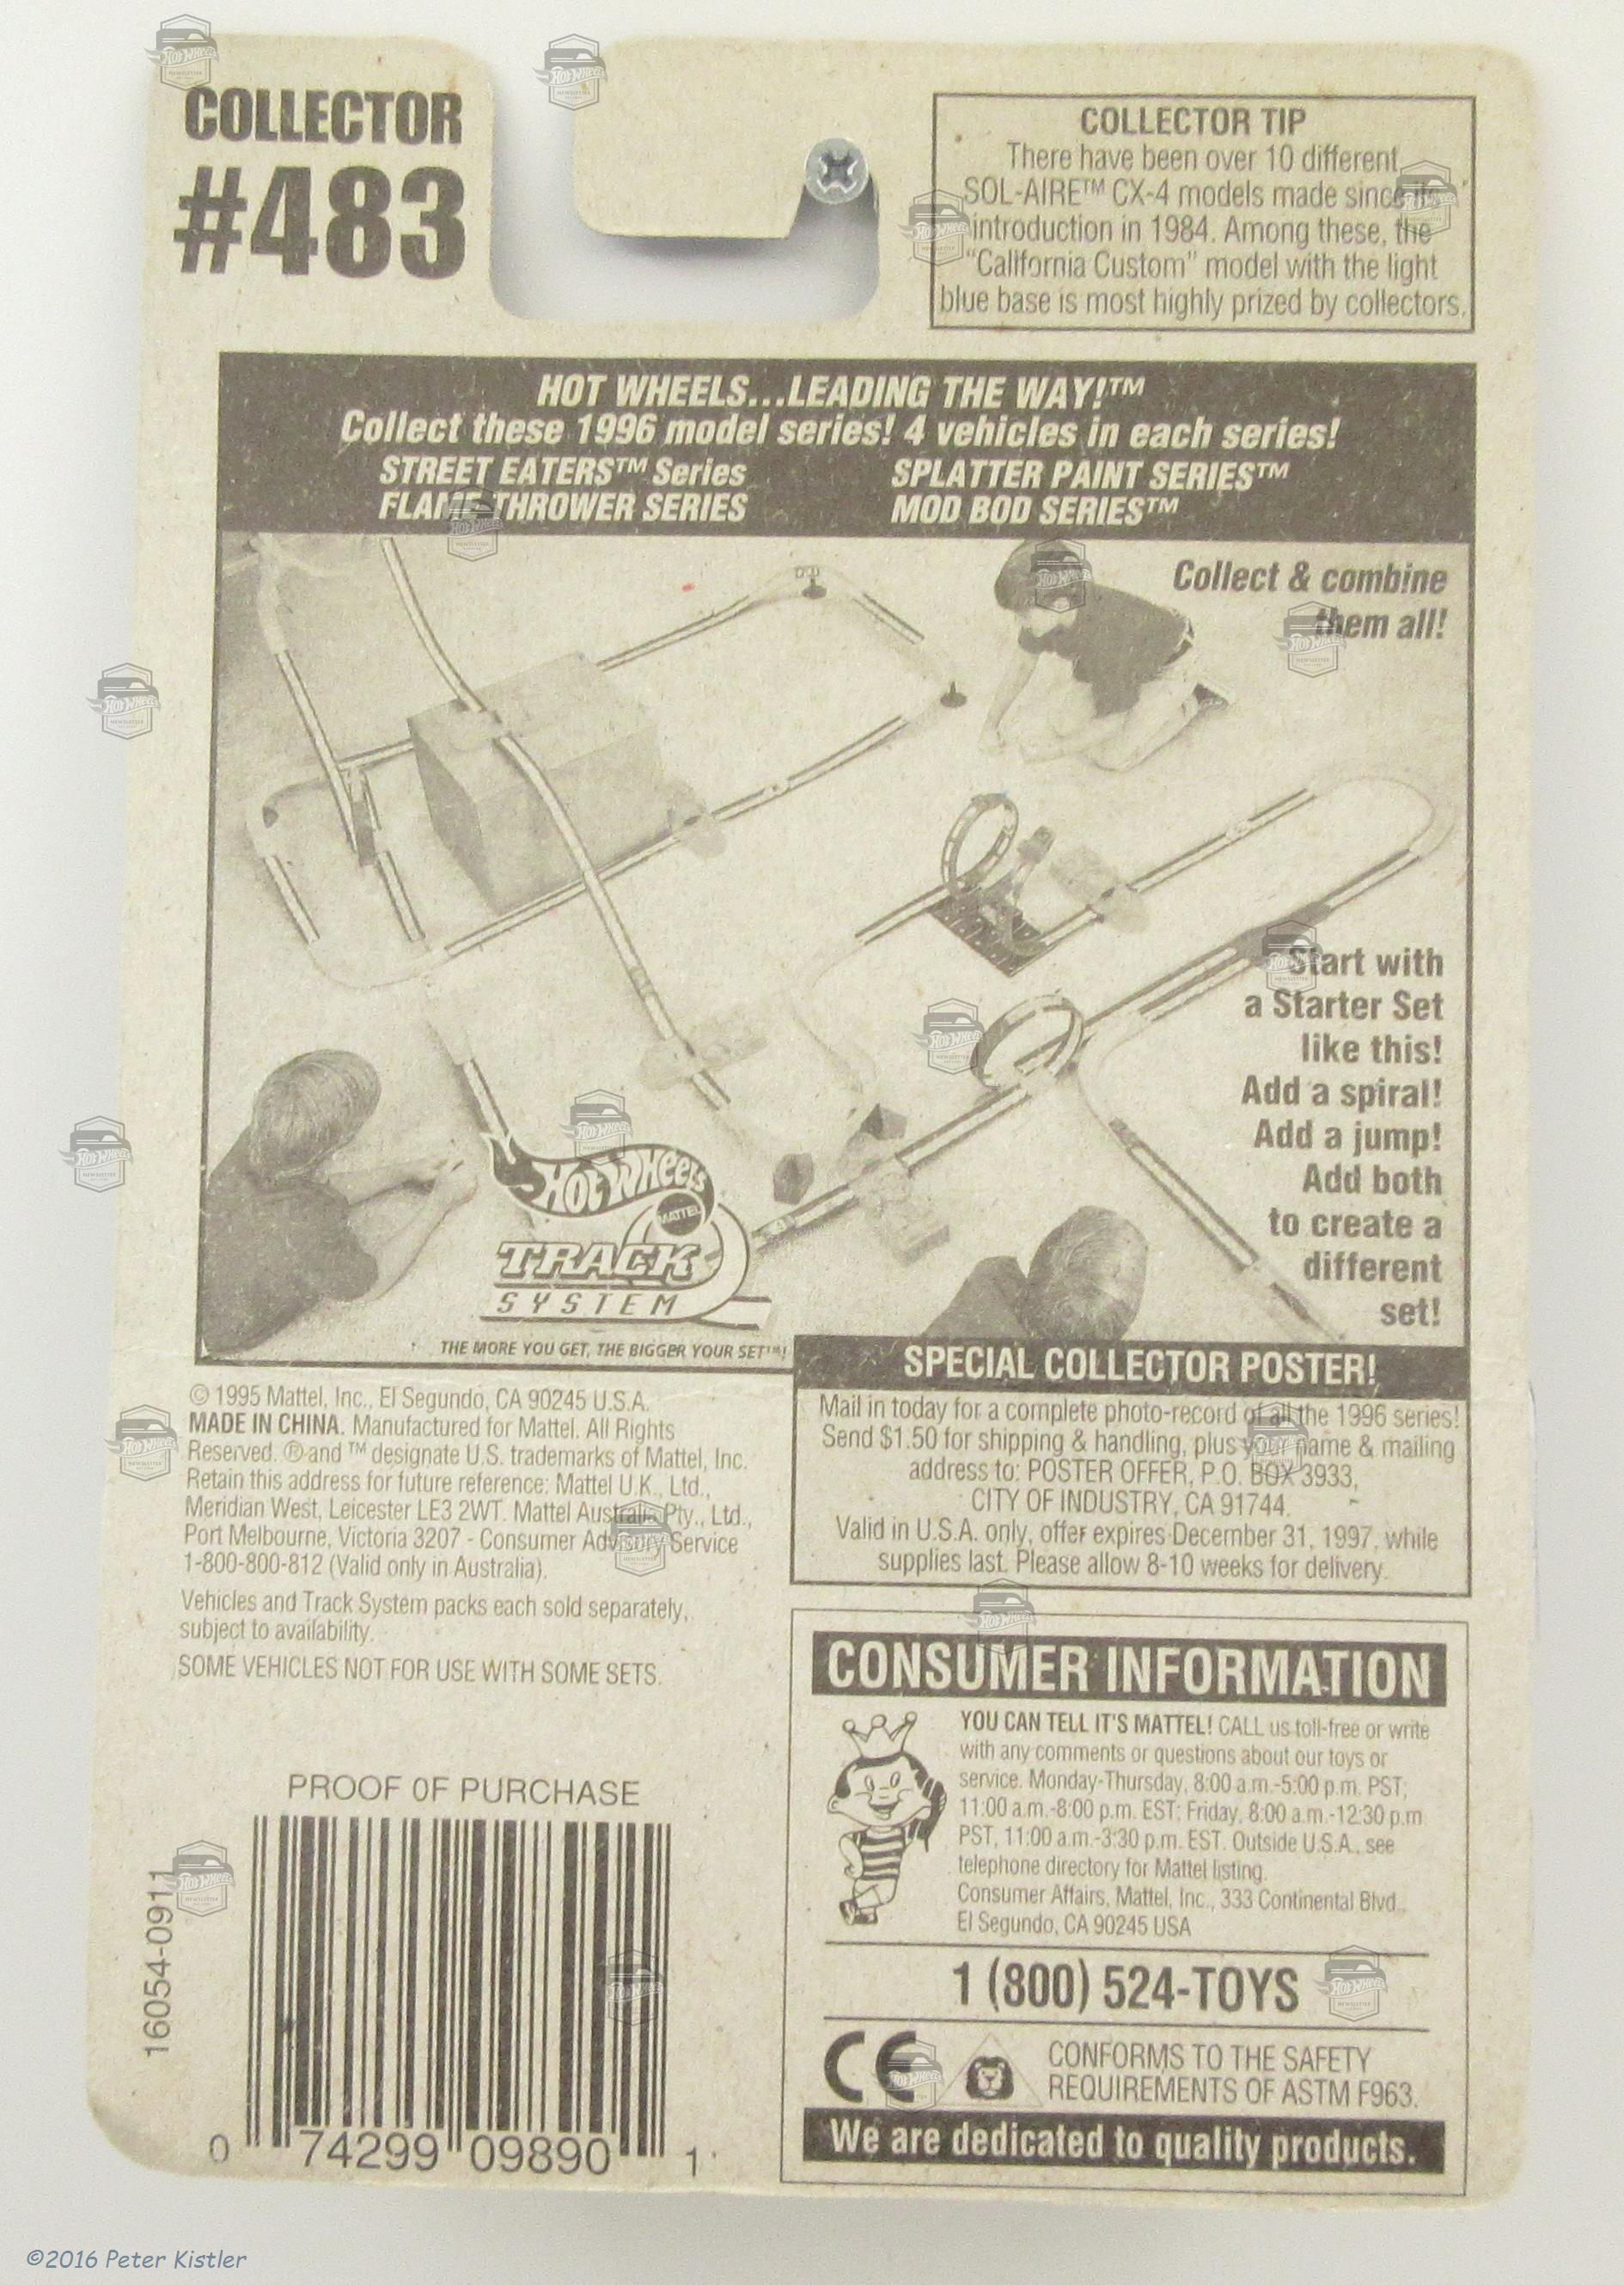 COLLECTOR
#483
COLLECTOR TIP
There have been over 10 different
SOL-AIRE™ CX-4 models made since its
introduction in 1984. Among these, the
"California Custom" model with the light
blue base is most highly prized by collectors.
HOT WHEELS...LEADING THE WAY!™
Collect these 1996 model series! 4 vehicles in each series!
STREET EATERS™ Series
FLAME THROWER SERIES
SPLATTER PAINT SERIES™
MOD BOD SERIES™
Collect & combine
them all!
Start with
a Starter Set
like this!
Add a spiral!
Add a jump!
Add both
to create a
different
set!
Hot Wheels
MATTEL
TRACK
SYSTEM
THE MORE YOU GET, THE BIGGER YOUR SET™!
SPECIAL COLLECTOR POSTER!
Mail in today for a complete photo-record of all the 1996 series!
Send $1.50 for shipping & handling, plus your name & mailing
address to: POSTER OFFER, P.O. BOX 3933,
CITY OF INDUSTRY, CA 91744.
Valid in U.S.A. only, offer expires December 31, 1997, while
supplies last. Please allow 8-10 weeks for delivery.
© 1995 Mattel, Inc., El Segundo, CA 90245 U.S.A.
MADE IN CHINA. Manufactured for Mattel. All Rights
Reserved. ® and ™ designate U.S. trademarks of Mattel, Inc.
Retain this address for future reference: Mattel U.K., Ltd.,
Meridian West, Leicester LE3 2WT. Mattel Australia Pty., Ltd.,
Port Melbourne, Victoria 3207 - Consumer Advisory Service
1-800-800-812 (Valid only in Australia).
Vehicles and Track System packs each sold separately,
subject to availability.
SOME VEHICLES NOT FOR USE WITH SOME SETS.
PROOF OF PURCHASE
16054-0911
0 74299 09890 1
CONSUMER INFORMATION
YOU CAN TELL IT'S MATTEL! CALL us toll-free or write
with any comments or questions about our toys or
service. Monday-Thursday, 8:00 a.m.-5:00 p.m. PST;
11:00 a.m.-8:00 p.m. EST; Friday, 8:00 a.m.-12:30 p.m.
PST, 11:00 a.m.-3:30 p.m. EST. Outside U.S.A., see
telephone directory for Mattel listing.
Consumer Affairs, Mattel, Inc., 333 Continental Blvd.,
El Segundo, CA 90245 USA
1 (800) 524-TOYS
CE
CONFORMS TO THE SAFETY
REQUIREMENTS OF ASTM F963.
We are dedicated to quality products.
©2016 Peter Kistler